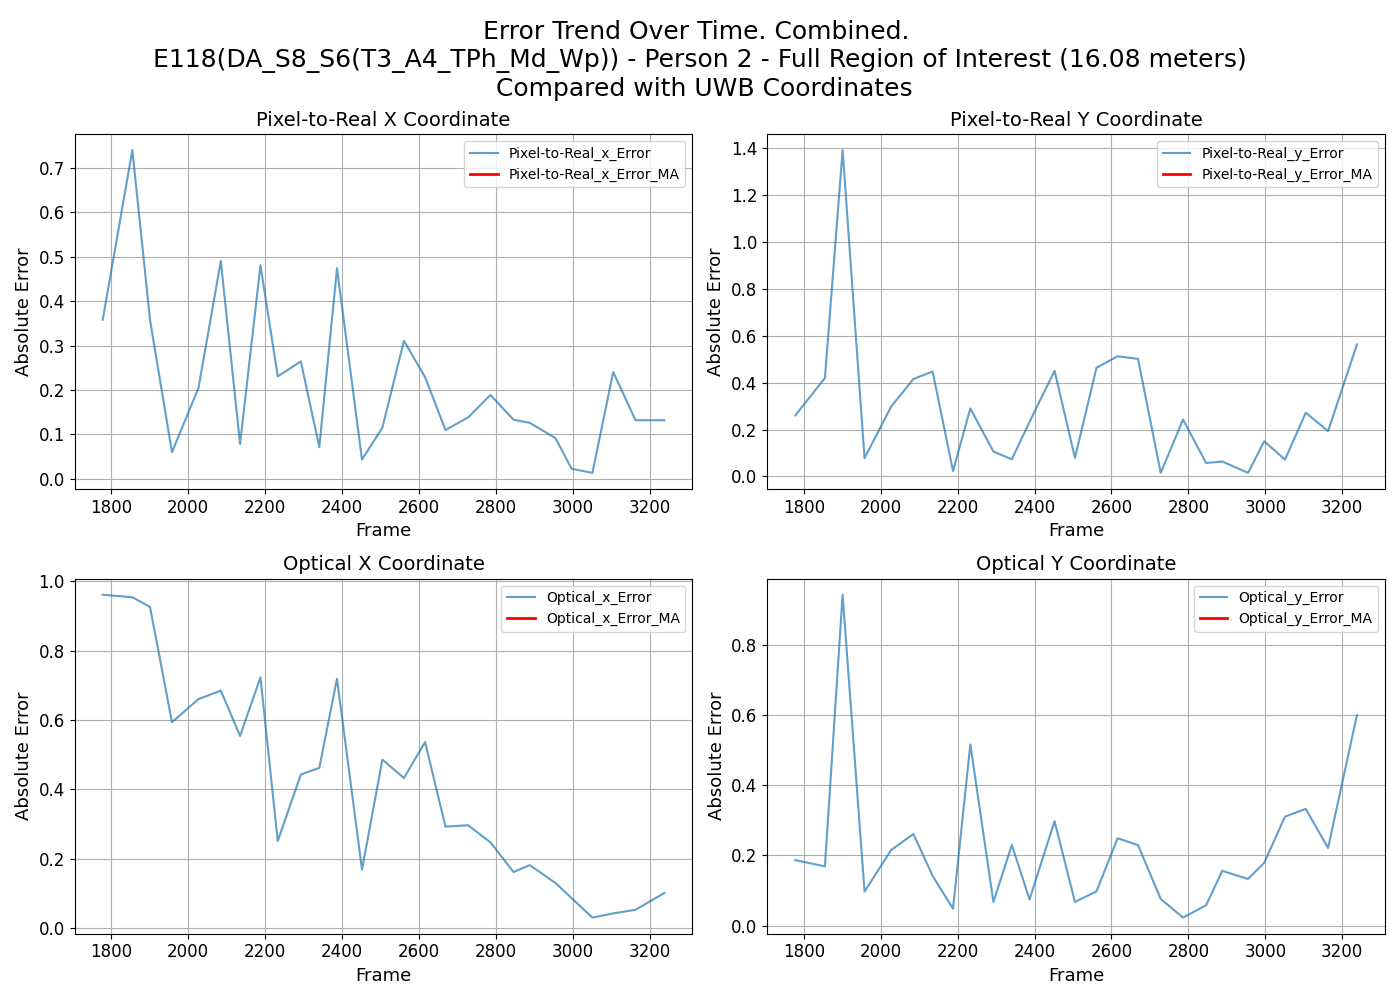 Error Trend Over Time. Combined.
E118(DA_S8_S6(T3_A4_TPh_Md_Wp)) - Person 2 - Full Region of Interest (16.08 meters)
Compared with UWB Coordinates
Pixel-to-Real X Coordinate
Absolute Error
0.7
0.6
0.5
0.4
0.3
0.2
0.1
0.0
Pixel-to-Real_x_Error
Pixel-to-Real_x_Error_MA
1800 2000 2200 2400 2600 2800 3000 3200
Frame
Pixel-to-Real Y Coordinate
Absolute Error
1.4
1.2
1.0
0.8
0.6
0.4
0.2
0.0
Pixel-to-Real_y_Error
Pixel-to-Real_y_Error_MA
1800 2000 2200 2400 2600 2800 3000 3200
Frame
Optical X Coordinate
Absolute Error
1.0
0.8
0.6
0.4
0.2
0.0
Optical_x_Error
Optical_x_Error_MA
1800 2000 2200 2400 2600 2800 3000 3200
Frame
Optical Y Coordinate
Absolute Error
0.8
0.6
0.4
0.2
0.0
Optical_y_Error
Optical_y_Error_MA
1800 2000 2200 2400 2600 2800 3000 3200
Frame